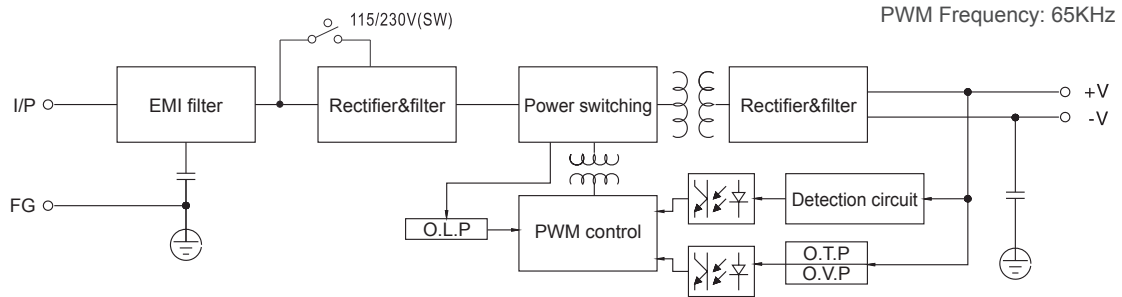 PWM Frequency: 65KHz
115/230V(SW)
I/P
EMI filter
Rectifier&filter
Power switching
Rectifier&filter
+V
-V
FG
O.L.P
PWM control
Detection circuit
O.T.P
O.V.P